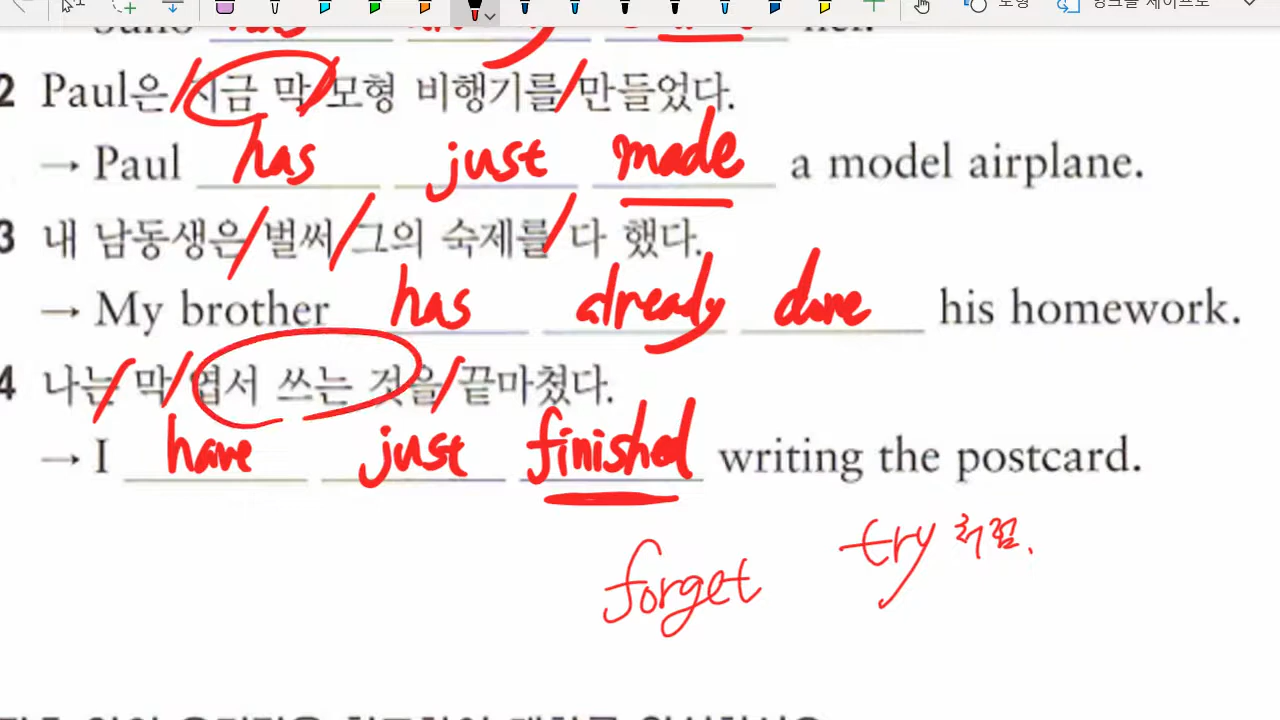 2 Paul은 / 지금 막 / 모형 비행기를 / 만들었다.
→ Paul has just made a model airplane.
3 내 남동생은 / 벌써 / 그의 숙제를 / 다 했다.
→ My brother has already done his homework.
4 나는 / 막 / 엽서 쓰는 것을 / 끝마쳤다.
→ I have just finished writing the postcard.
try 처럼.
forget